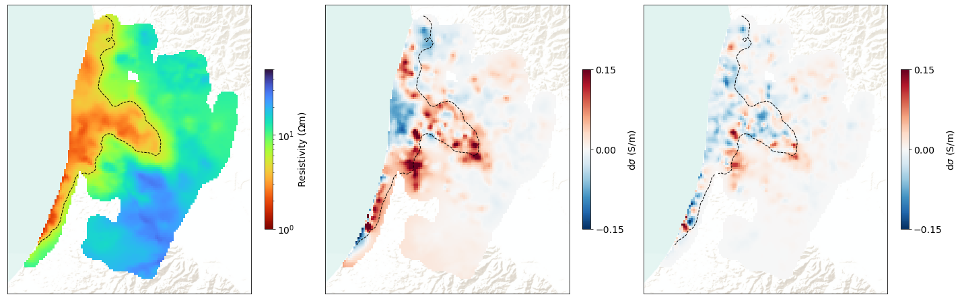 10¹
10⁰
Resistivity (Ωm)
0.15
0.00
−0.15
dσ (S/m)
0.15
0.00
−0.15
dσ (S/m)